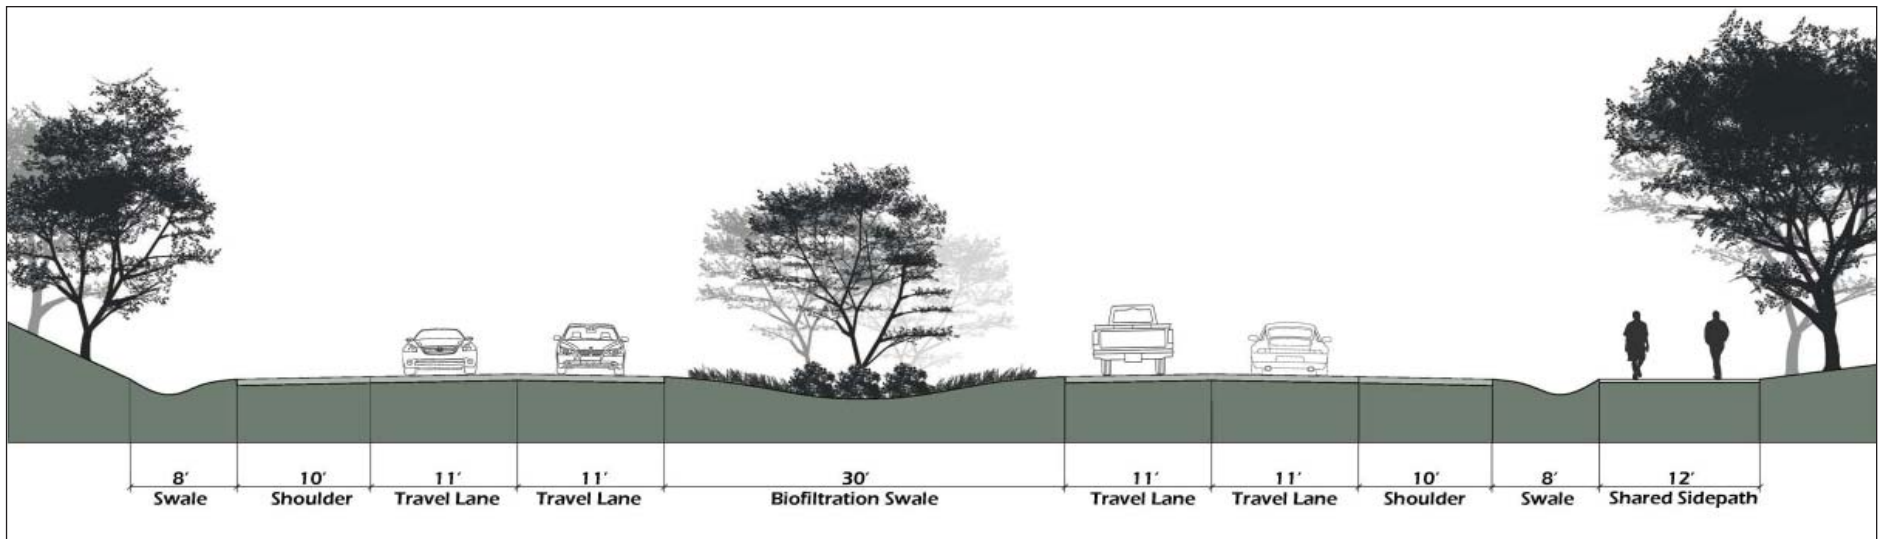 8' 10' 11' 11' 30' 11' 11' 10' 8' 12'
Swale Shoulder Travel Lane Travel Lane Biofiltration Swale Travel Lane Travel Lane Shoulder Swale Shared Sidepath